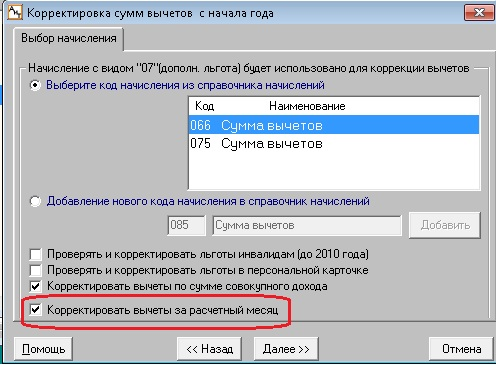 Корректировка сумм вычетов с начала года
Выбор начисления
Начисление с видом "07"(дополн. льгота) будет использовано для коррекции вычетов
Выберите код начисления из справочника начислений
Код Наименование
066 Сумма вычетов
075 Сумма вычетов
Добавление нового кода начисления в справочник начислений
085 Сумма вычетов Добавить
Проверять и корректировать льготы инвалидам (до 2010 года)
Проверять и корректировать льготы в персональной карточке
Корректировать вычеты по сумме совокупного дохода
Корректировать вычеты за расчетный месяц
Помощь << Назад Далее >> Отмена